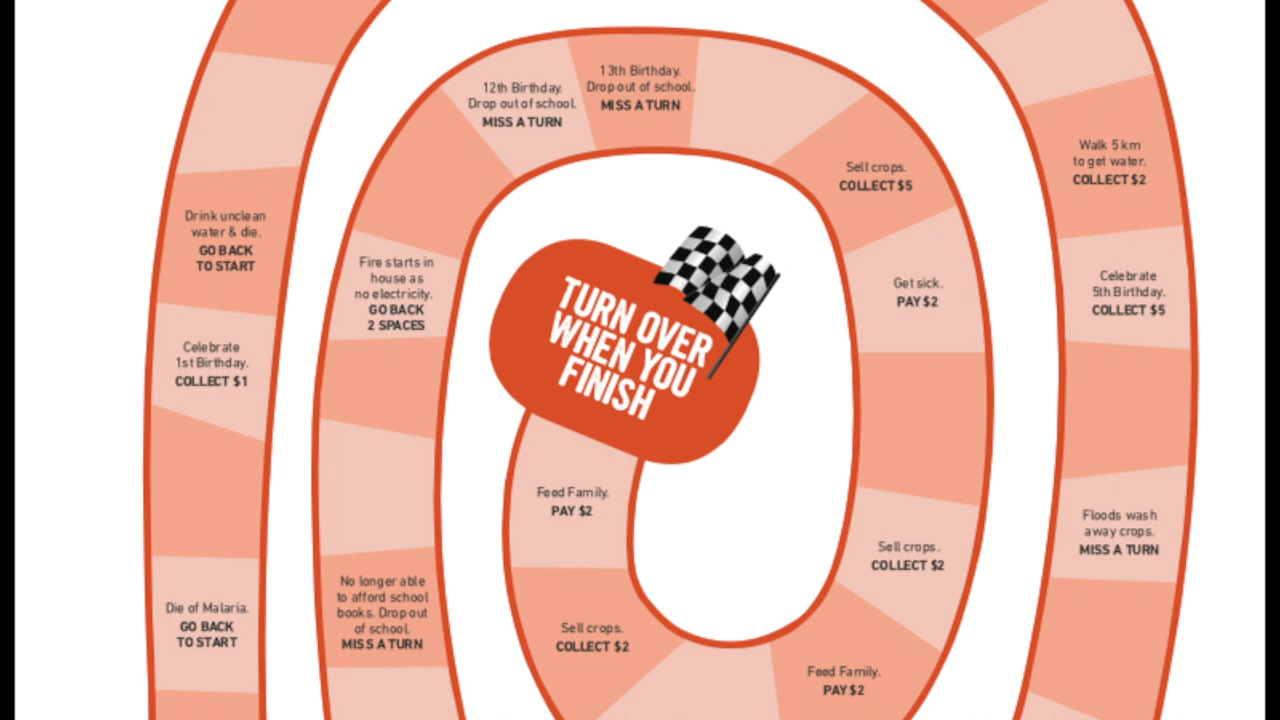 12th Birthday.
Drop out of school.
MISS A TURN
13th Birthday.
Drop out of school.
MISS A TURN
Sell crops.
COLLECT $5
Walk 5 km
to get water.
COLLECT $2
Drink unclean
water & die.
GO BACK
TO START
Fire starts in
house as
no electricity.
GO BACK
2 SPACES
Get sick.
PAY $2
Celebrate
5th Birthday.
COLLECT $5
TURN OVER
WHEN YOU
FINISH
Celebrate
1st Birthday.
COLLECT $1
Feed Family.
PAY $2
Floods wash
away crops.
MISS A TURN
Sell crops.
COLLECT $2
Die of Malaria.
GO BACK
TO START
No longer able
to afford school
books. Drop out
of school.
MISS A TURN
Sell crops.
COLLECT $2
Feed Family.
PAY $2